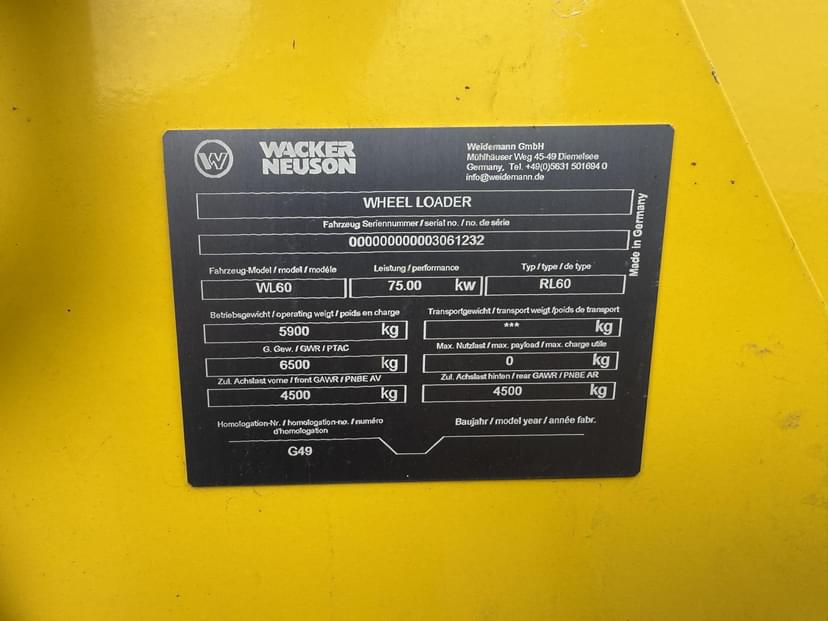 W
WACKER
NEUSON
Weidemann GmbH
Mühlhäuser Weg 45-49 Diemelsee
Germany, Tel. +49(0)5631 501694 0
info@weidemann.de
WHEEL LOADER
Fahrzeug Seriennummer / serial no. / no. de série
000000000003061232
Made in Germany
Fahrzeug-Model / model / modéle
Leistung / performance
Typ / type / de type
WL60
75.00 kw
RL60
Betriebsgewicht / operating weigt / poids en charge
Transportgewicht / transport weigt /poids de transport
5900 kg
*** kg
G. Gew. / GWR / PTAC
Max. Nutzlast / max. payload / max. charge utile
6500 kg
0 kg
Zul. Achslast vorne / front GAWR / PNBE AV
Zul. Achslast hinten / rear GAWR / PNBE AR
4500 kg
4500 kg
Homologation-Nr. / homologation-no. / numéro
d'homologation
Baujahr / model year / année fabr.
G49